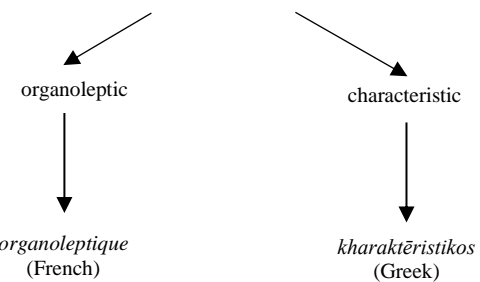 organoleptic
characteristic
organoleptique
(French)
kharaktēristikos
(Greek)